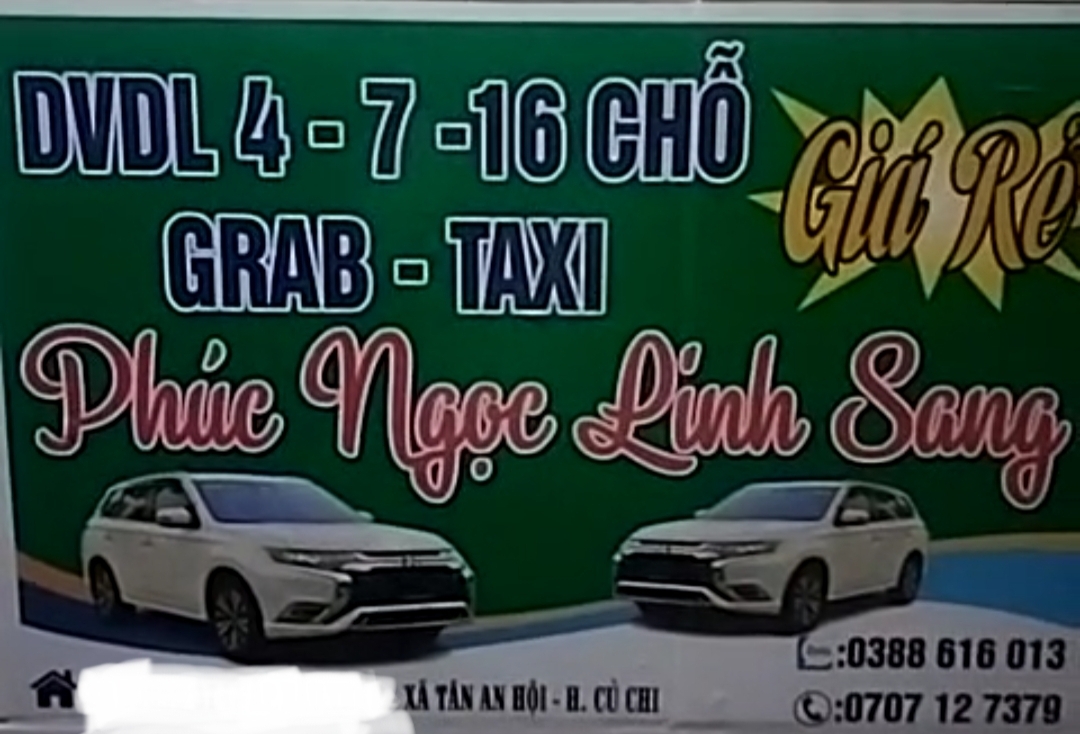 DVDL 4 - 7 -16 CHỖ
Giá Rẻ
GRAB - TAXI
Phúc Ngọc Linh Sang
:0388 616 013
XÃ TÂN AN HỘI - H. CỦ CHI
:0707 12 7379